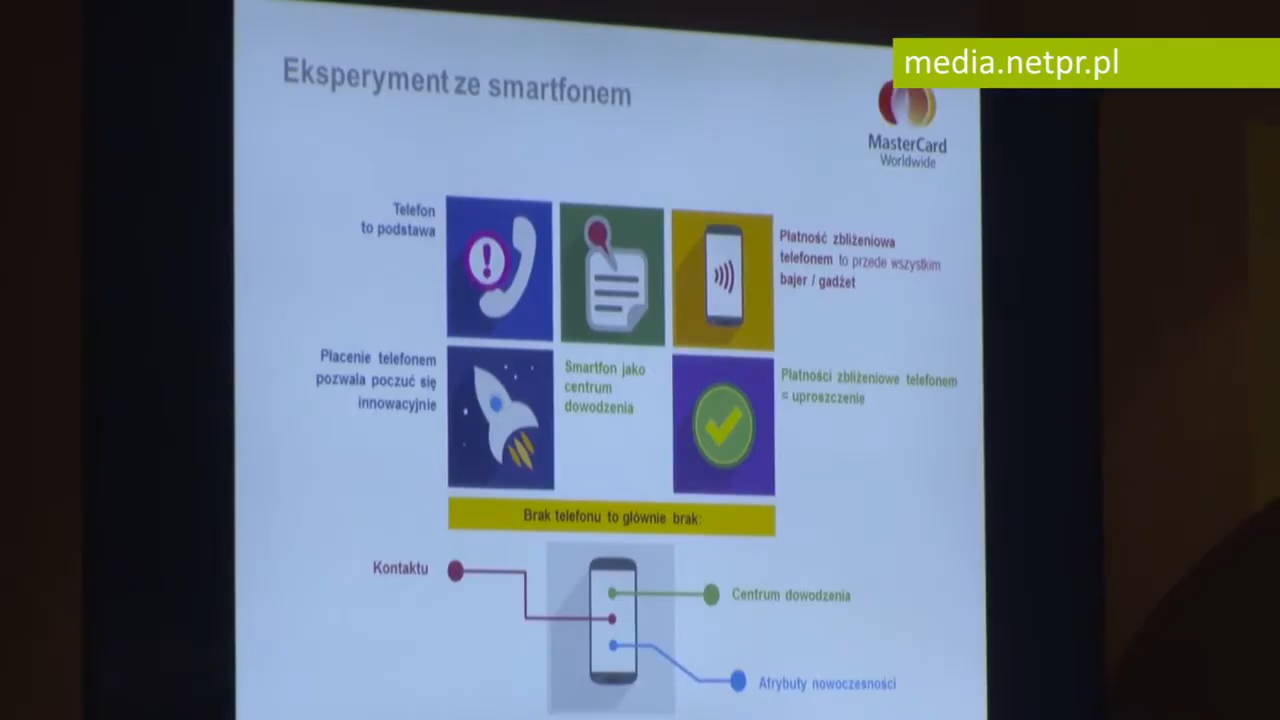 media.netpr.pl
Eksperyment ze smartfonem
MasterCard
Worldwide
Telefon
to podstawa
Płatność zbliżeniowa
telefonem to przede wszystkim
bajer / gadżet
Płacenie telefonem
pozwala poczuć się
innowacyjnie
Smartfon jako
centrum
dowodzenia
Płatności zbliżeniowe telefonem
= uproszczenie
Brak telefonu to głównie brak:
Kontaktu
Centrum dowodzenia
Atrybuty nowoczesności